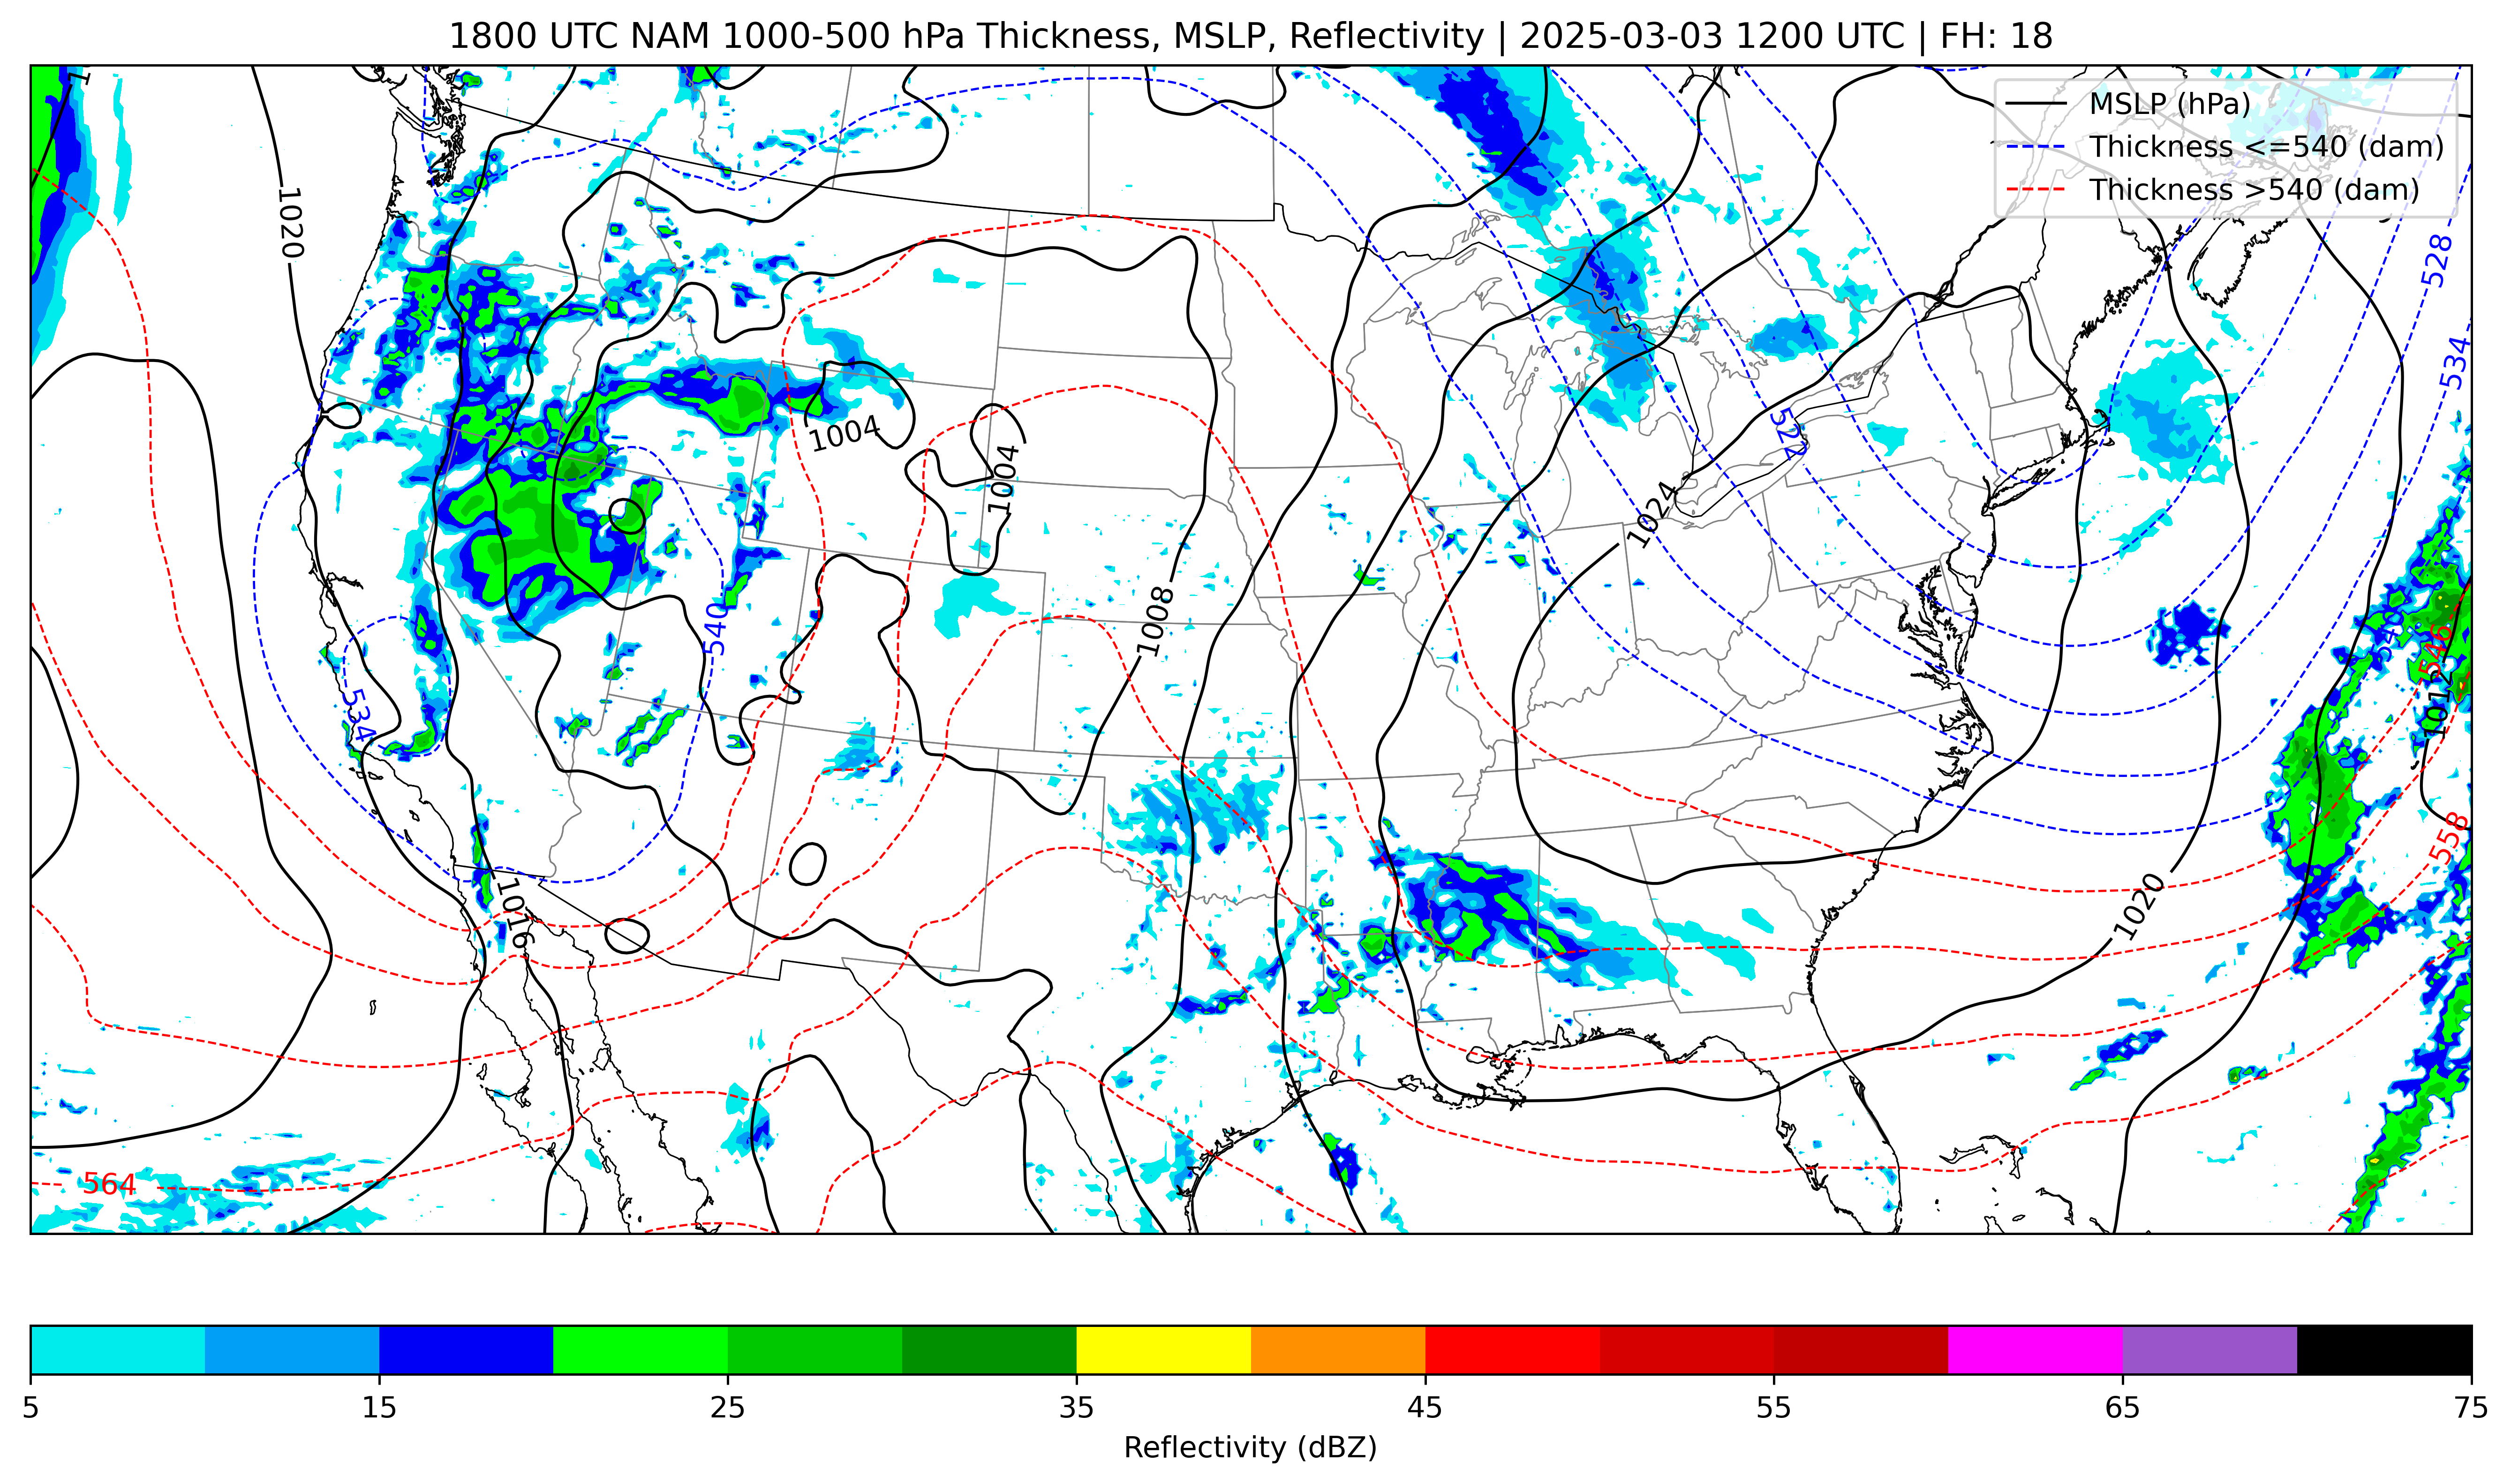 1800 UTC NAM 1000-500 hPa Thickness, MSLP, Reflectivity | 2025-03-03 1200 UTC | FH: 18
MSLP (hPa)
Thickness <=540 (dam)
Thickness >540 (dam)
1020
528
534
1004
522
1004
1024
1008
540
540
546
1012
534
558
1016
1020
564
5 15 25 35 45 55 65 75
Reflectivity (dBZ)